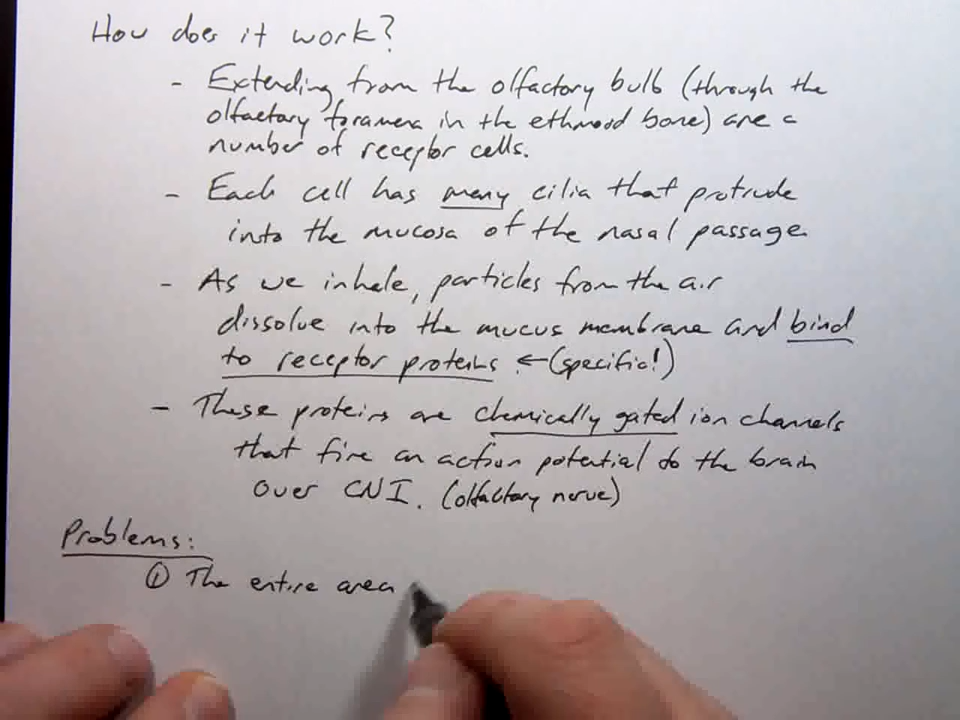 How does it work?
- Extending from the olfactory bulb (through the
olfactory foramera in the ethmoid bone) are a
number of receptor cells.
- Each cell has many cilia that protrude
into the mucosa of the nasal passage.
- As we inhale, particles from the air
dissolve into the mucus membrane and bind
to receptor proteins ← (specific!)
- These proteins are chemically gated ion channels
that fire an action potential to the brain
over CNI. (olfactory nerve)
Problems:
① The entire area